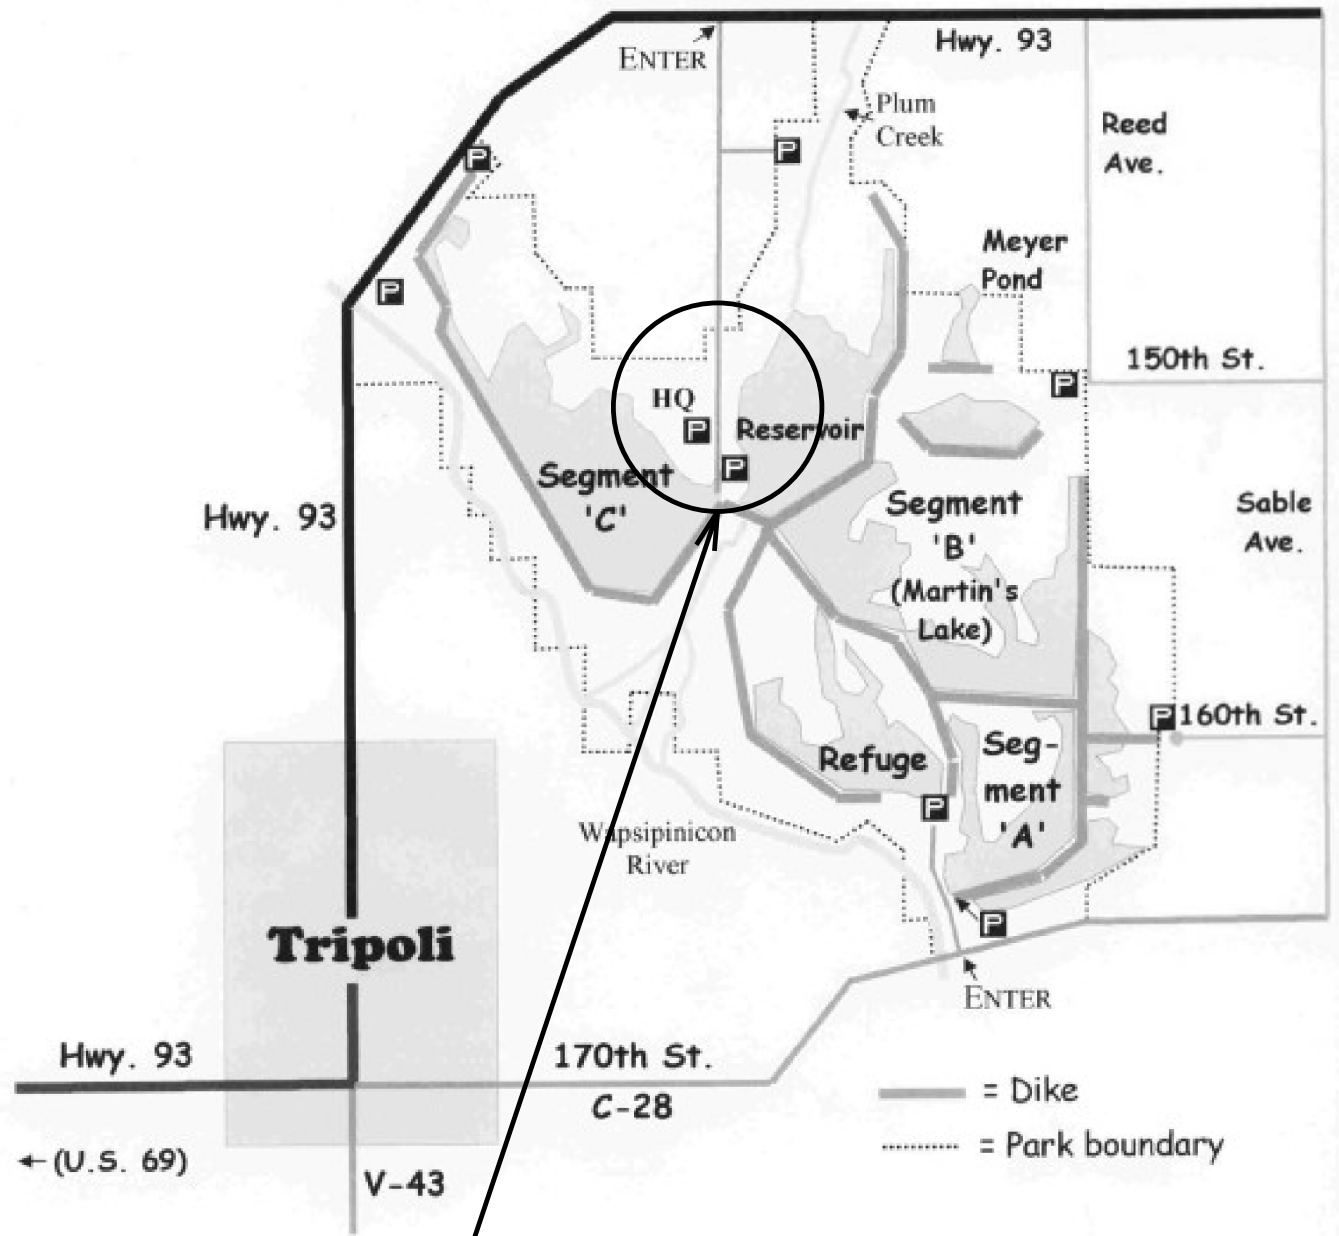 ENTER
Hwy. 93
Plum
Creek
Reed
Ave.
P
P
Meyer
Pond
P
150th St.
P
HQ
P
Reservoir
P
Segment
'C'
Segment
'B'
(Martin's
Lake)
Hwy. 93
Sable
Ave.
P
160th St.
Refuge
Seg-
ment
'A'
P
Wapsipinicon
River
P
Tripoli
ENTER
Hwy. 93
170th St.
C-28
= Dike
= Park boundary
(U.S. 69)
V-43